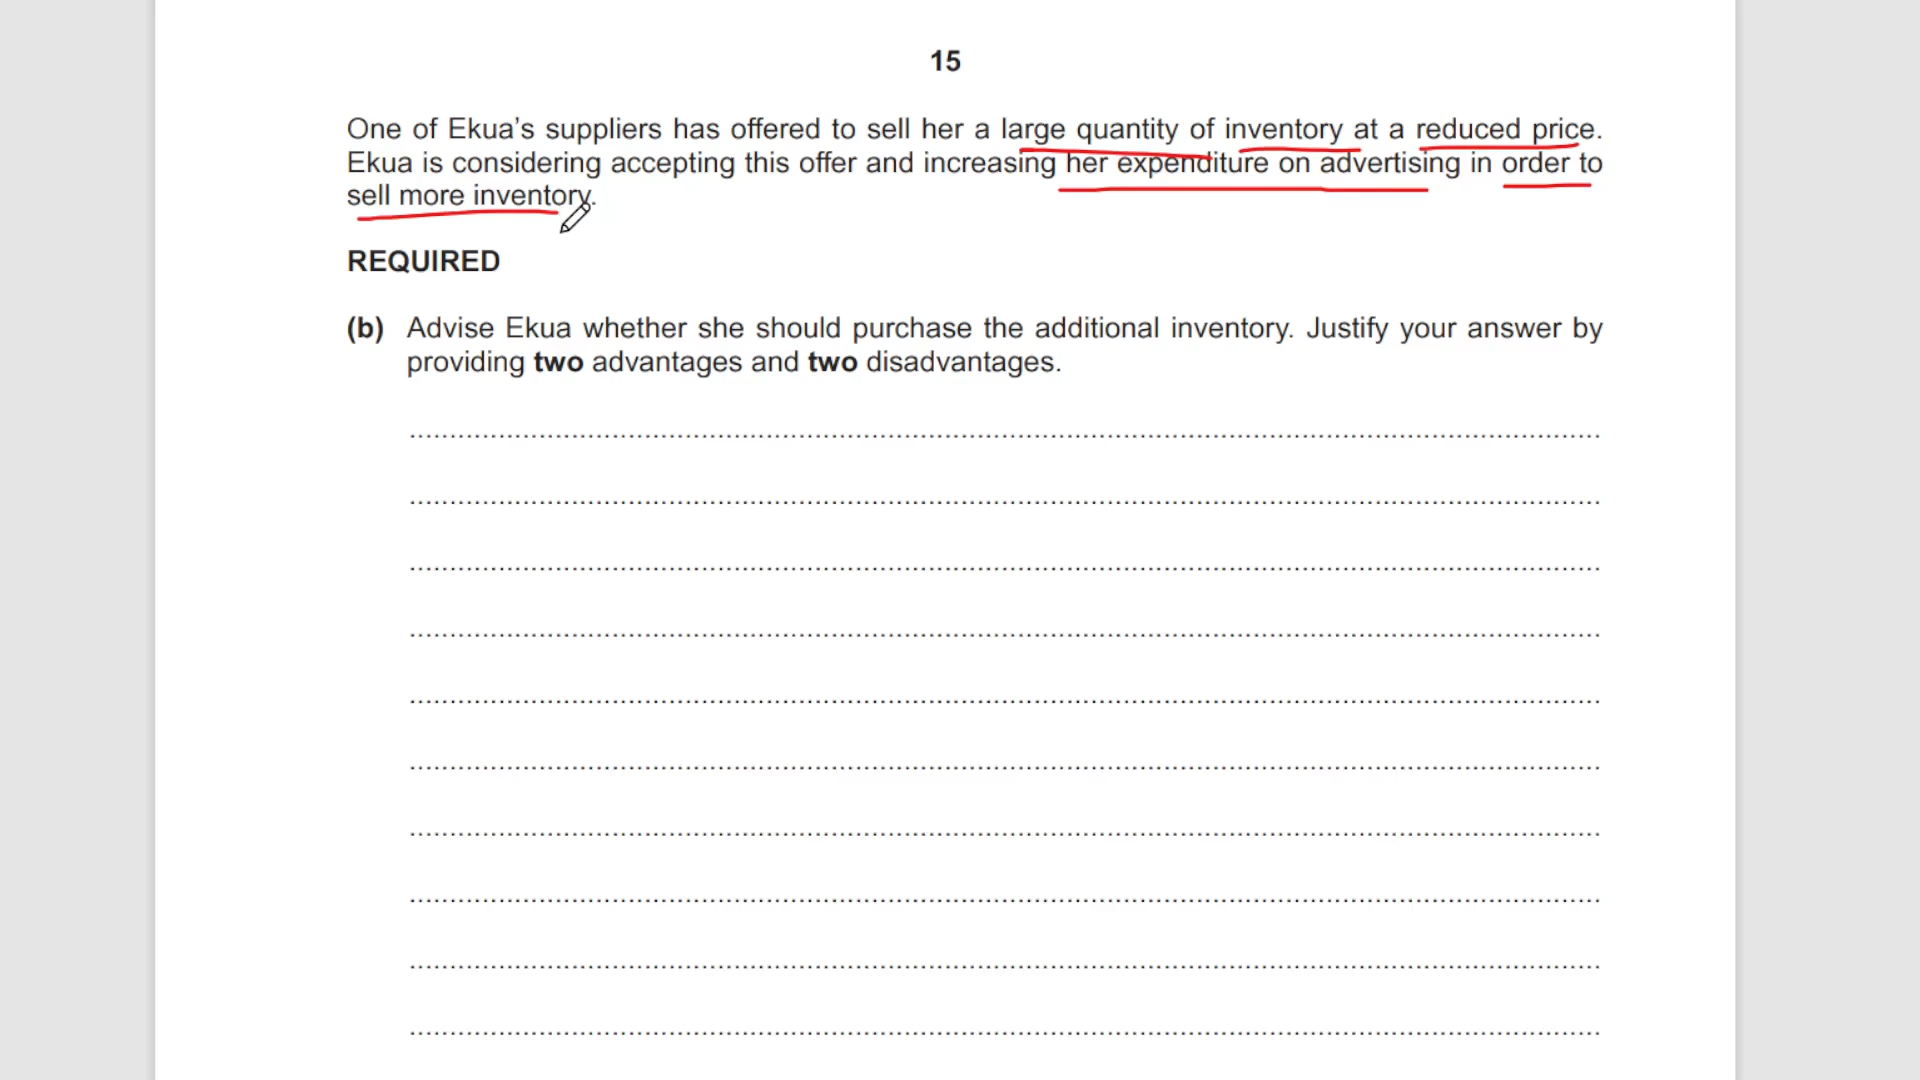 15
One of Ekua’s suppliers has offered to sell her a large quantity of inventory at a reduced price.
Ekua is considering accepting this offer and increasing her expenditure on advertising in order to
sell more inventory.
REQUIRED
(b) Advise Ekua whether she should purchase the additional inventory. Justify your answer by
providing two advantages and two disadvantages.